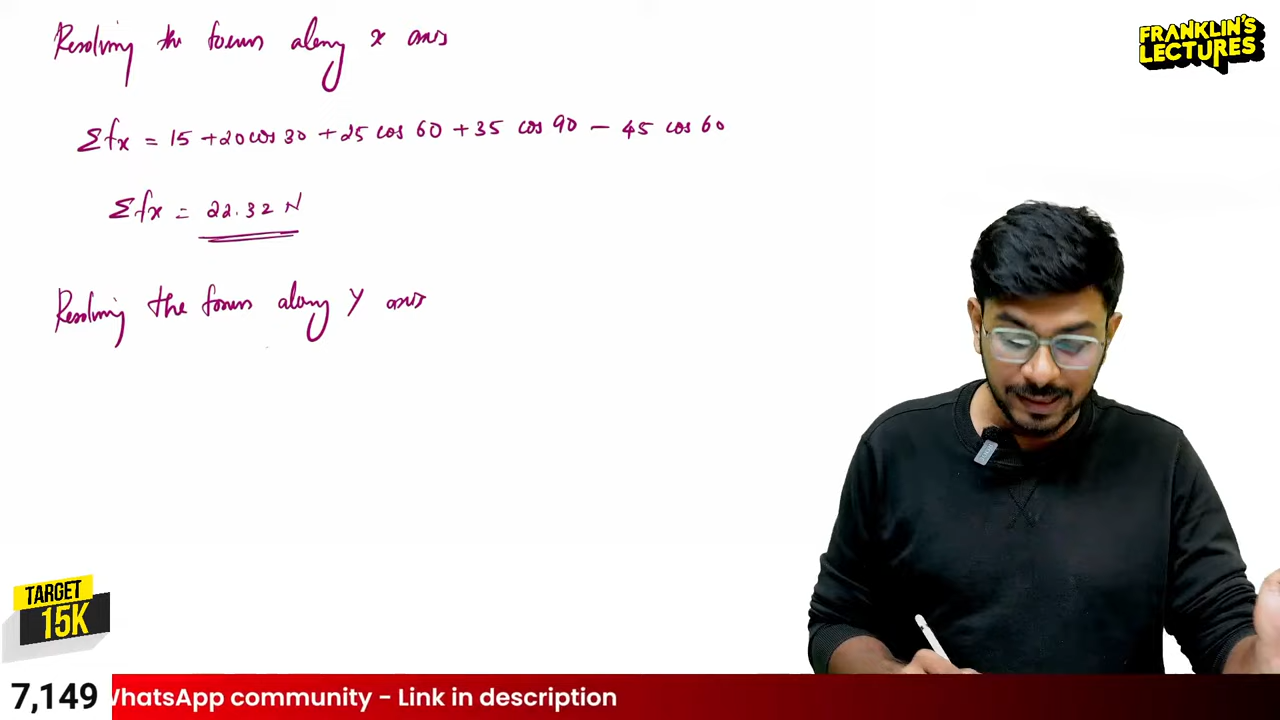 Resolving the forces along x axis
FRANKLIN'S
LECTURES
Σfx = 15 + 20 cos 30 + 25 cos 60 + 35 cos 90 - 45 cos 60
Σfx = 22.32 N
Resolving the forces along Y axis
TARGET
15K
7,149
WhatsApp community - Link in description